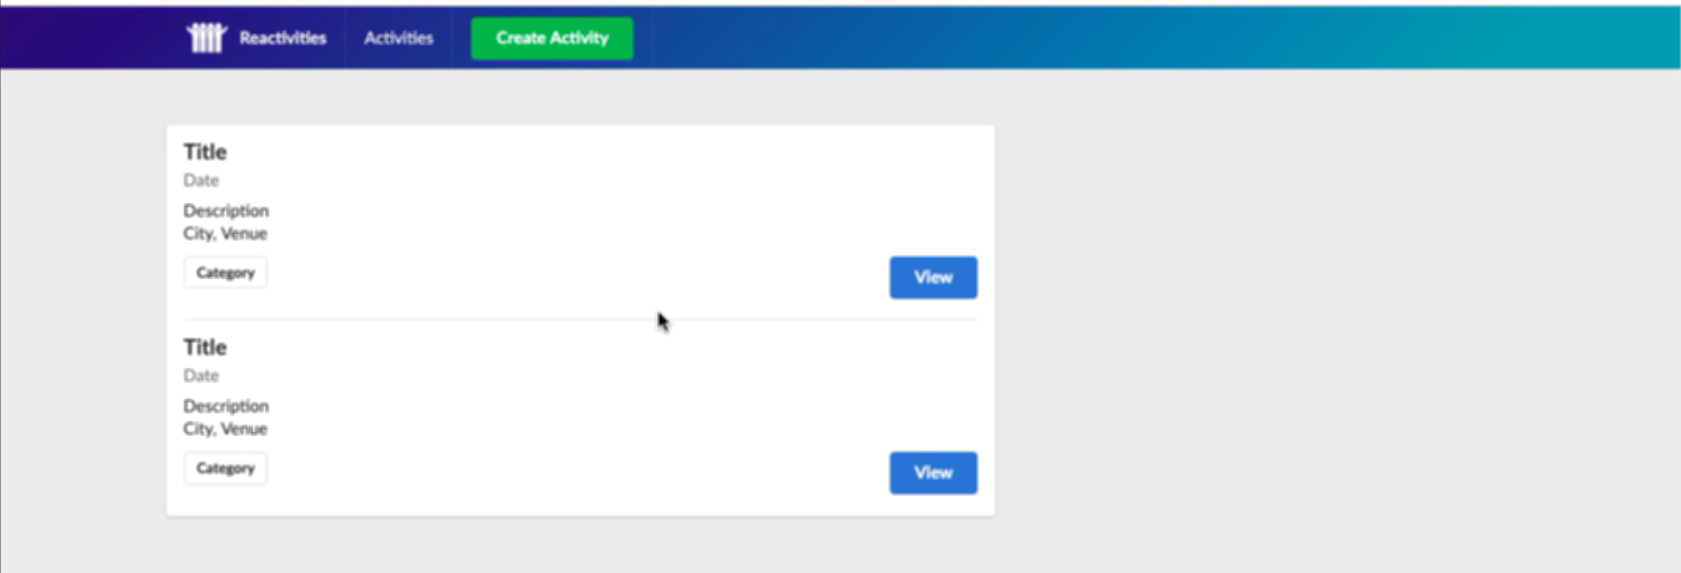 Reactivities Activities Create Activity
Title
Date
Description
City, Venue
Category View
Title
Date
Description
City, Venue
Category View